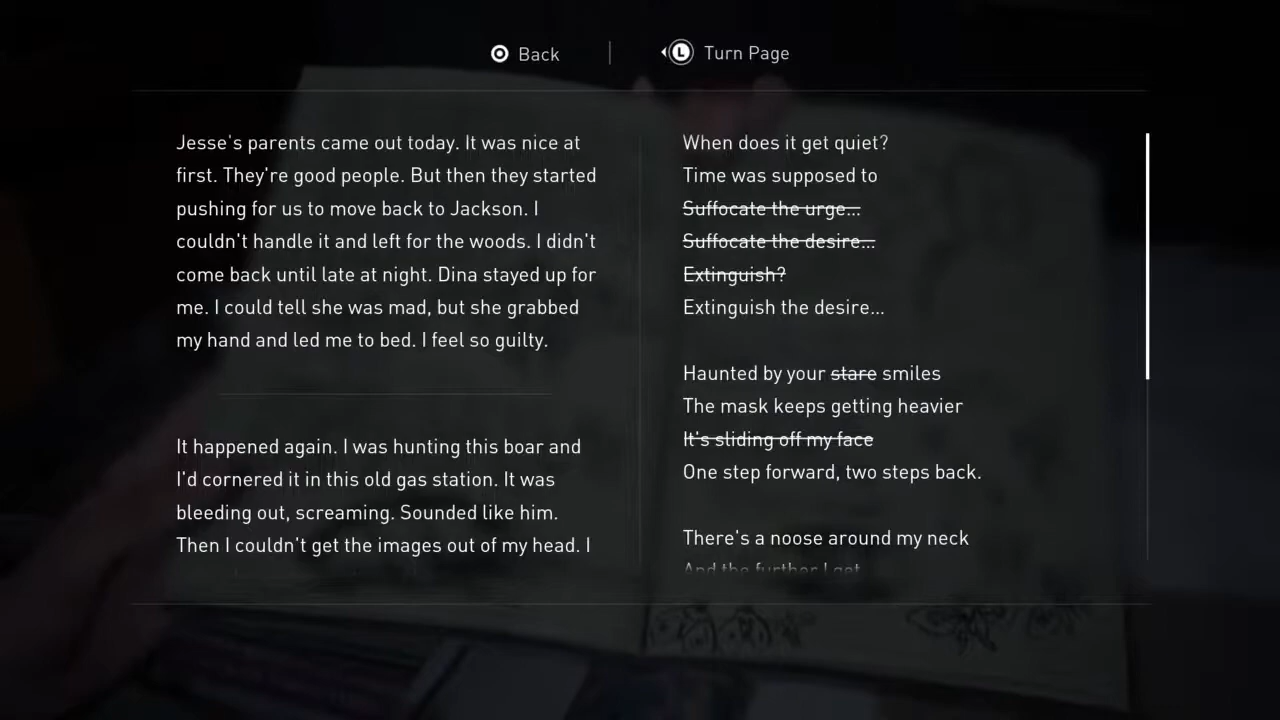 Back
L Turn Page
Jesse's parents came out today. It was nice at
first. They're good people. But then they started
pushing for us to move back to Jackson. I
couldn't handle it and left for the woods. I didn't
come back until late at night. Dina stayed up for
me. I could tell she was mad, but she grabbed
my hand and led me to bed. I feel so guilty.
It happened again. I was hunting this boar and
I'd cornered it in this old gas station. It was
bleeding out, screaming. Sounded like him.
Then I couldn't get the images out of my head. I
When does it get quiet?
Time was supposed to
Suffocate the urge...
Suffocate the desire...
Extinguish?
Extinguish the desire...
Haunted by your stare smiles
The mask keeps getting heavier
It's sliding off my face
One step forward, two steps back.
There's a noose around my neck
And the further I get